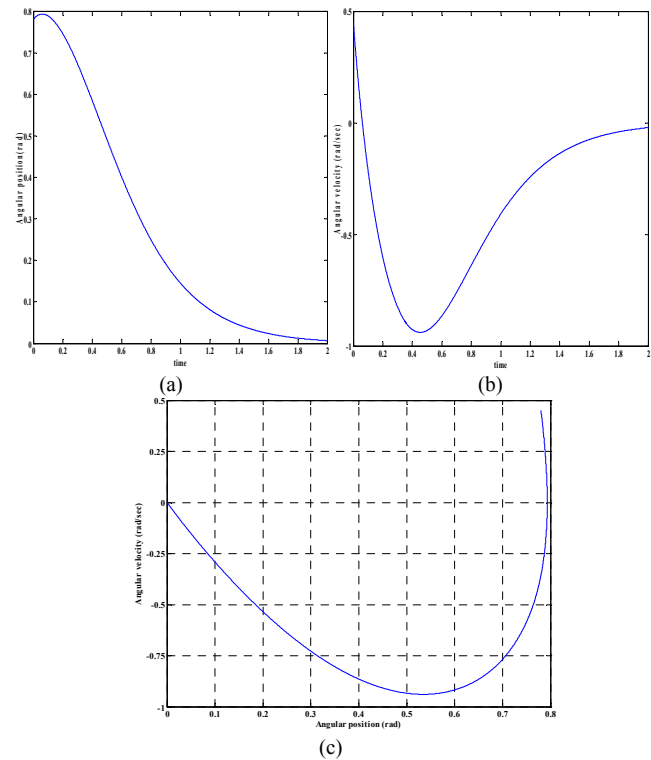 0.8
0.7
0.6
0.5
0.4
0.3
0.2
0.1
0
Angular position(rad)
0 0.2 0.4 0.6 0.8 1 1.2 1.4 1.6 1.8 2
time
(a)
0.5
0
-0.5
-1
Angular velocity (rad/sec)
0 0.2 0.4 0.6 0.8 1 1.2 1.4 1.6 1.8 2
time
(b)
0.5
0.25
0
-0.25
-0.5
-0.75
-1
Angular velocity (rad/sec)
0 0.1 0.2 0.3 0.4 0.5 0.6 0.7 0.8
Angular position (rad)
(c)